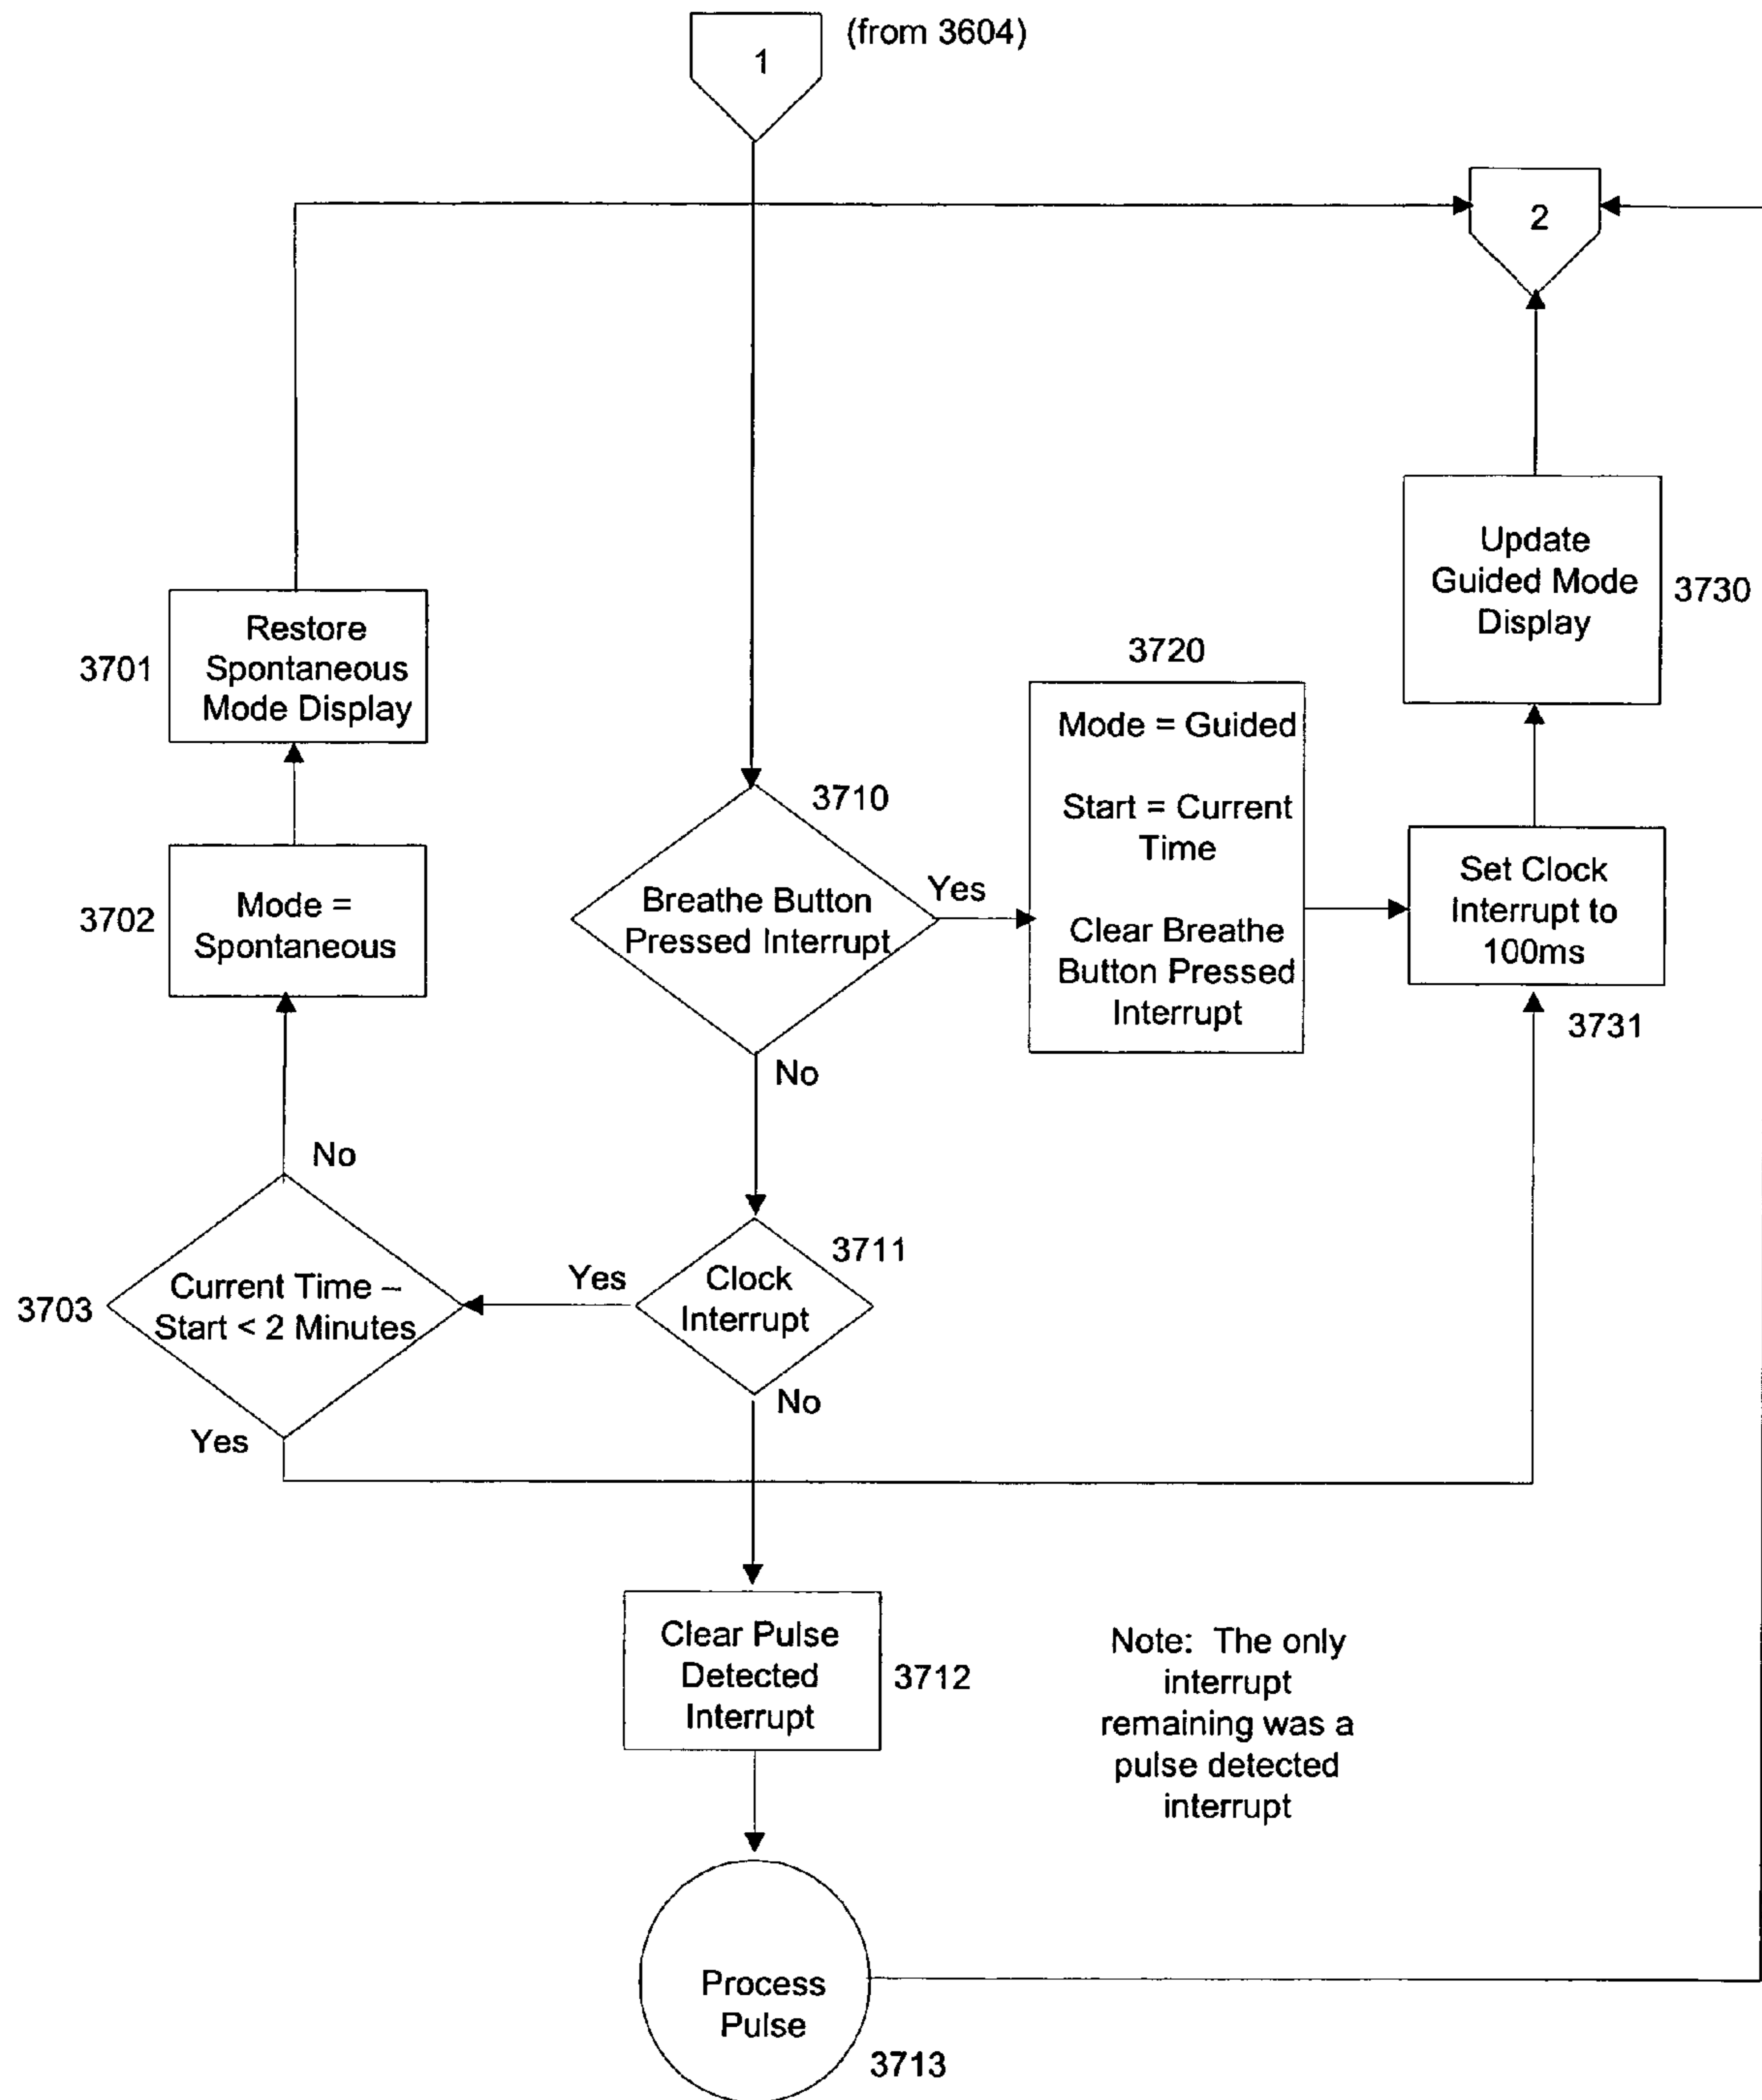 1
(from 3604)
2
Restore
Spontaneous
Mode Display
3701
Update
Guided Mode
Display
3730
3720
Mode = Guided
Start = Current
Time
Clear Breathe
Button Pressed
Interrupt
3710
Breathe Button
Pressed Interrupt
Yes
No
Mode =
Spontaneous
3702
Set Clock
Interrupt to
100ms
3731
No
3711
Clock
Interrupt
Yes
No
3703
Current Time –
Start < 2 Minutes
Yes
Clear Pulse
Detected
Interrupt
3712
Note: The only
interrupt
remaining was a
pulse detected
interrupt
Process
Pulse
3713